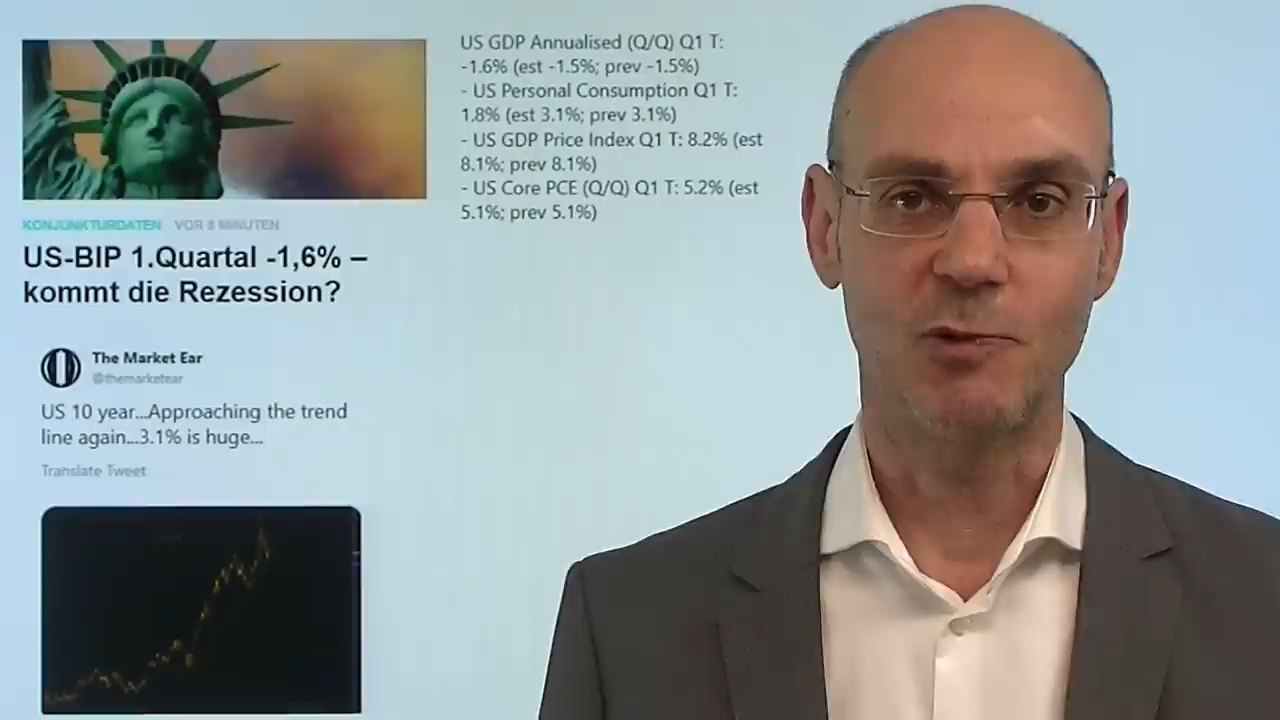 US GDP Annualised (Q/Q) Q1 T:
-1.6% (est -1.5%; prev -1.5%)
- US Personal Consumption Q1 T:
1.8% (est 3.1%; prev 3.1%)
- US GDP Price Index Q1 T: 8.2% (est
8.1%; prev 8.1%)
- US Core PCE (Q/Q) Q1 T: 5.2% (est
5.1%; prev 5.1%)
KONJUNKTURDATEN VOR 8 MINUTEN
US-BIP 1.Quartal -1,6% –
kommt die Rezession?
The Market Ear
@themarketear
US 10 year...Approaching the trend
line again...3.1% is huge...
Translate Tweet